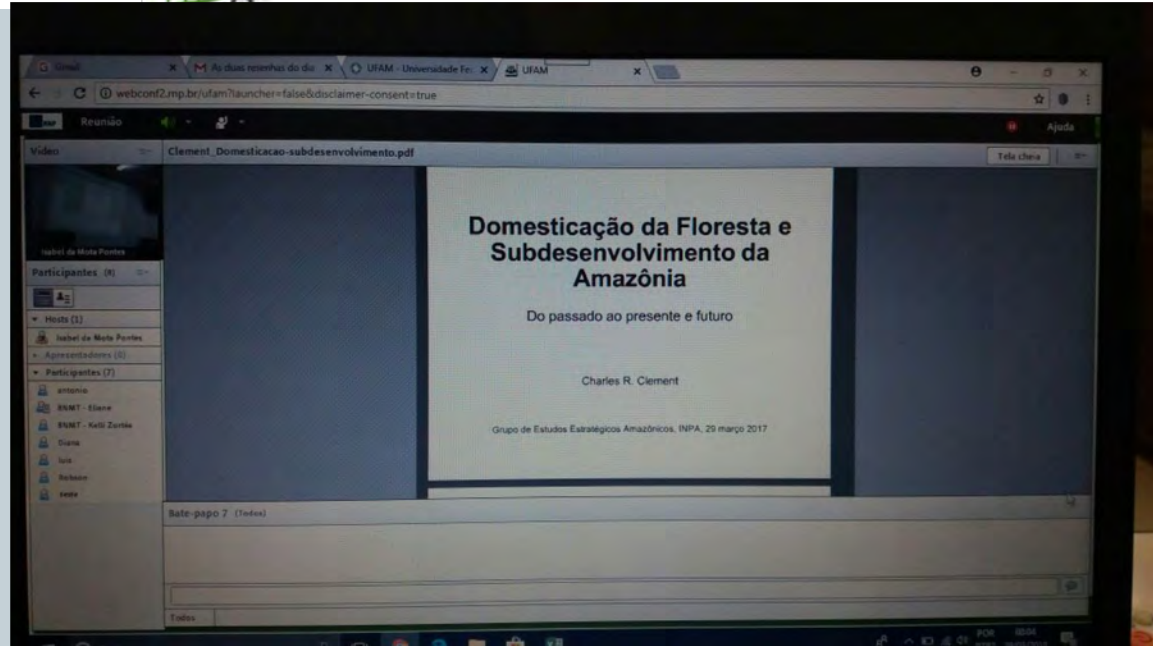 Gmail
As duas resenhas do dia
UFAM - Universidade Fe
UFAM
webconf2.mp.br/ufam?launcher=false&disclaimer-consent=true
Reunião
Ajuda
Vídeo
Clement_Domesticacao-subdesenvolvimento.pdf
Tela cheia
Domesticação da Floresta e
Subdesenvolvimento da
Amazônia
Do passado ao presente e futuro
Charles R. Clement
Grupo de Estudos Estratégicos Amazônicos, INPA, 29 março 2017
Isabel da Mota Pontes
Participantes (8)
Hosts (1)
Isabel da Mota Pontes
Apresentadores (0)
Participantes (7)
antonio
BNMT - Eliane
BNMT - Kelli
Diana
luis
Bate-papo 7 (Todos)
Todos
POR